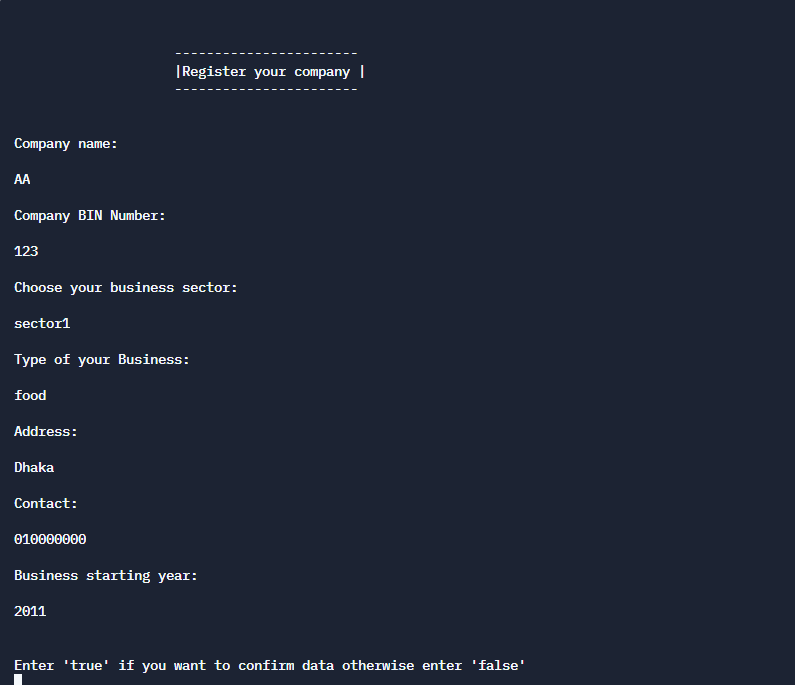 -----------------------
|Register your company |
-----------------------
Company name:
AA
Company BIN Number:
123
Choose your business sector:
sector1
Type of your Business:
food
Address:
Dhaka
Contact:
010000000
Business starting year:
2011
Enter 'true' if you want to confirm data otherwise enter 'false'